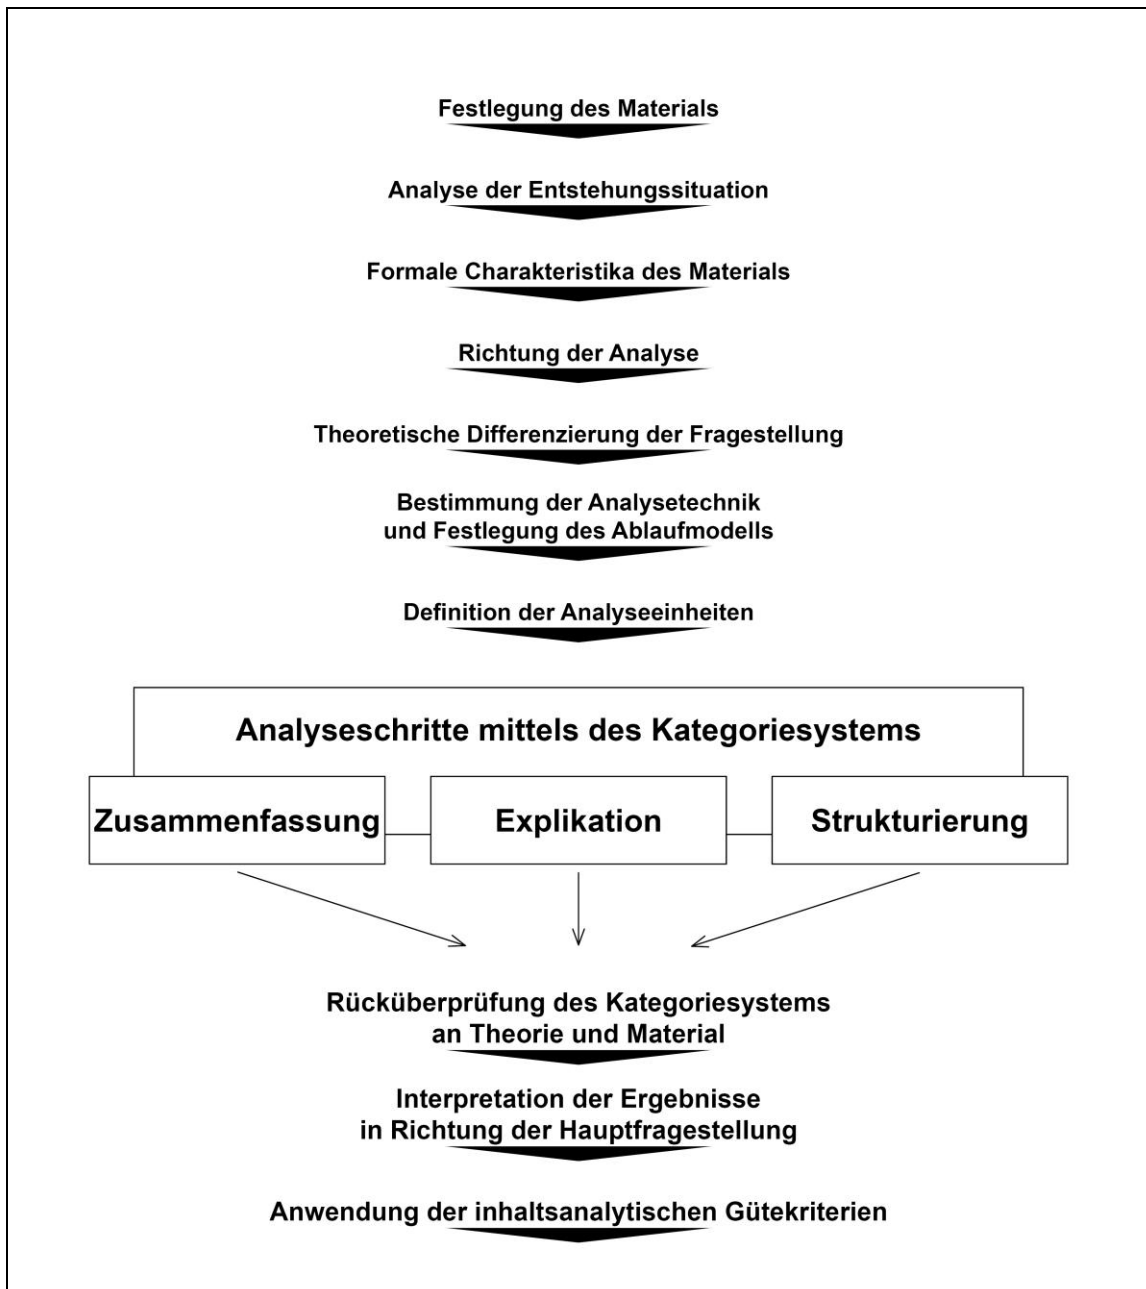 Festlegung des Materials
Analyse der Entstehungssituation
Formale Charakteristika des Materials
Richtung der Analyse
Theoretische Differenzierung der Fragestellung
Bestimmung der Analysetechnik
und Festlegung des Ablaufmodells
Definition der Analyseeinheiten
Analyseschritte mittels des Kategoriesystems
Zusammenfassung
Explikation
Strukturierung
Rücküberprüfung des Kategoriesystems
an Theorie und Material
Interpretation der Ergebnisse
in Richtung der Hauptfragestellung
Anwendung der inhaltsanalytischen Gütekriterien